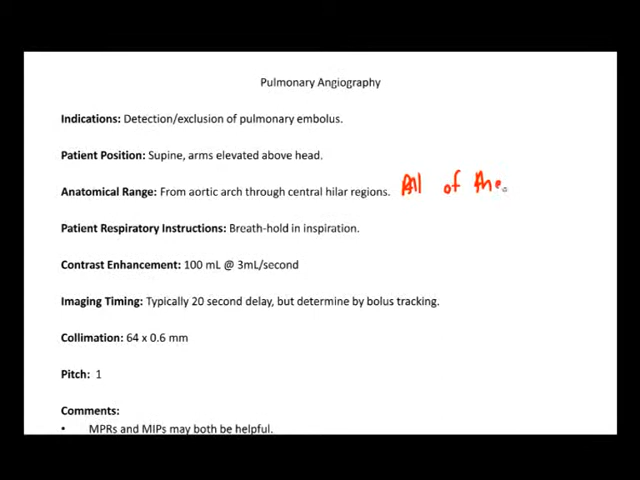 Pulmonary Angiography
Indications: Detection/exclusion of pulmonary embolus.
Patient Position: Supine, arms elevated above head.
Anatomical Range: From aortic arch through central hilar regions. All of the
Patient Respiratory Instructions: Breath-hold in inspiration.
Contrast Enhancement: 100 mL @ 3mL/second
Imaging Timing: Typically 20 second delay, but determine by bolus tracking.
Collimation: 64 x 0.6 mm
Pitch: 1
Comments:
• MPRs and MIPs may both be helpful.